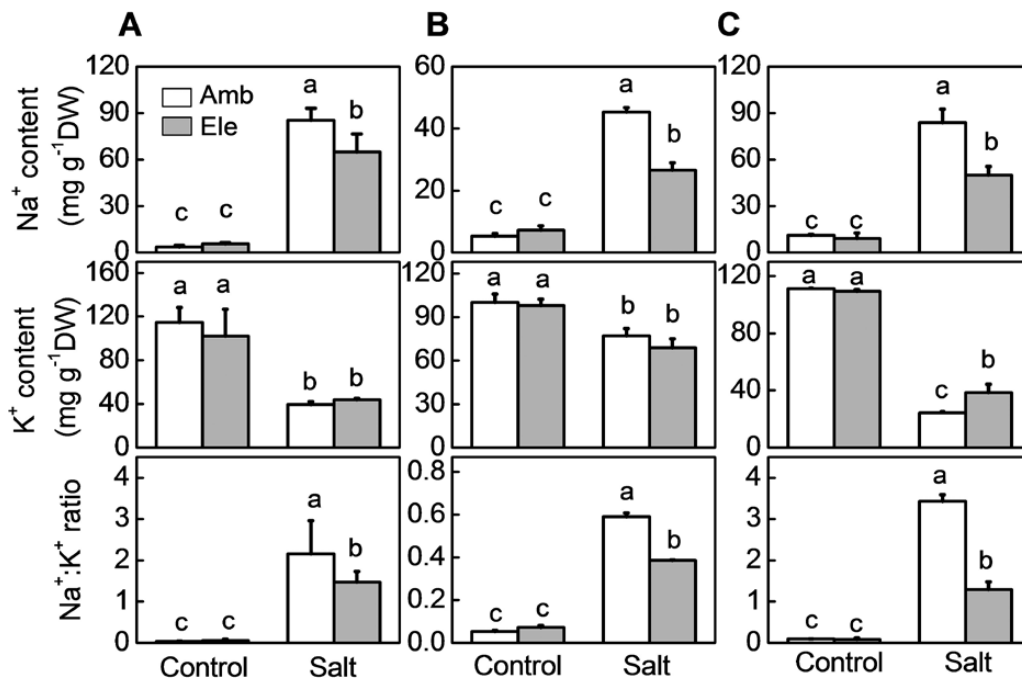 A B C
Na⁺ content
(mg g⁻¹DW)
120
90
60
30
0
Amb
Ele
c c a b
60
40
20
0
c c a b
120
90
60
30
0
c c a b
K⁺ content
(mg g⁻¹DW)
160
120
80
40
0
a a b b
120
90
60
30
0
a a b b
120
80
40
0
a a c b
Na⁺:K⁺ ratio
4
3
2
1
0
c c a b
0.8
0.6
0.4
0.2
0.0
c c a b
4
3
2
1
0
c c a b
Control Salt Control Salt Control Salt